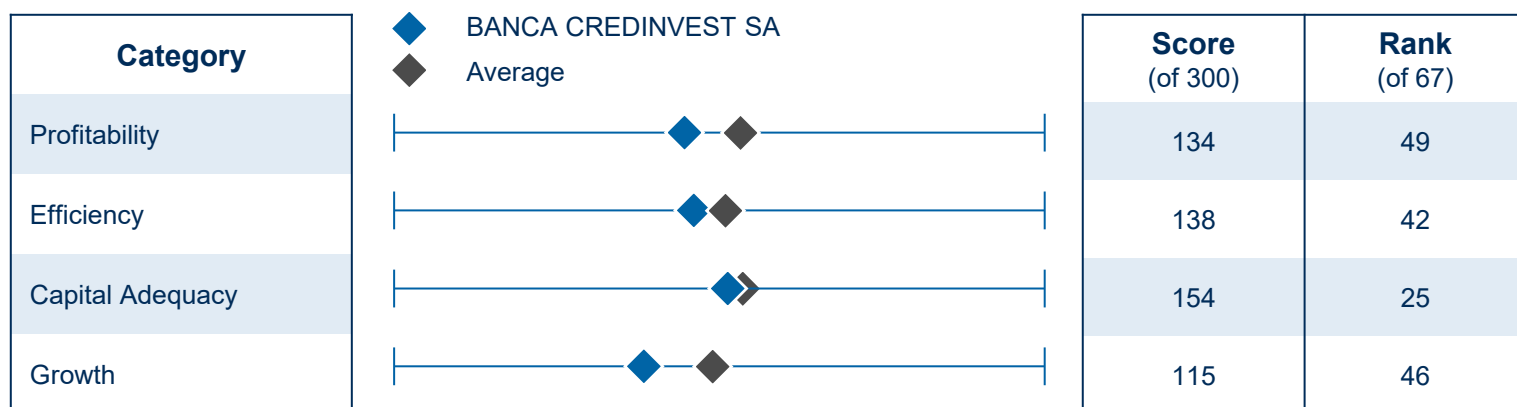 Category
BANCA CREDINVEST SA
Average
Score
(of 300)
Rank
(of 67)
Profitability
134
49
Efficiency
138
42
Capital Adequacy
154
25
Growth
115
46